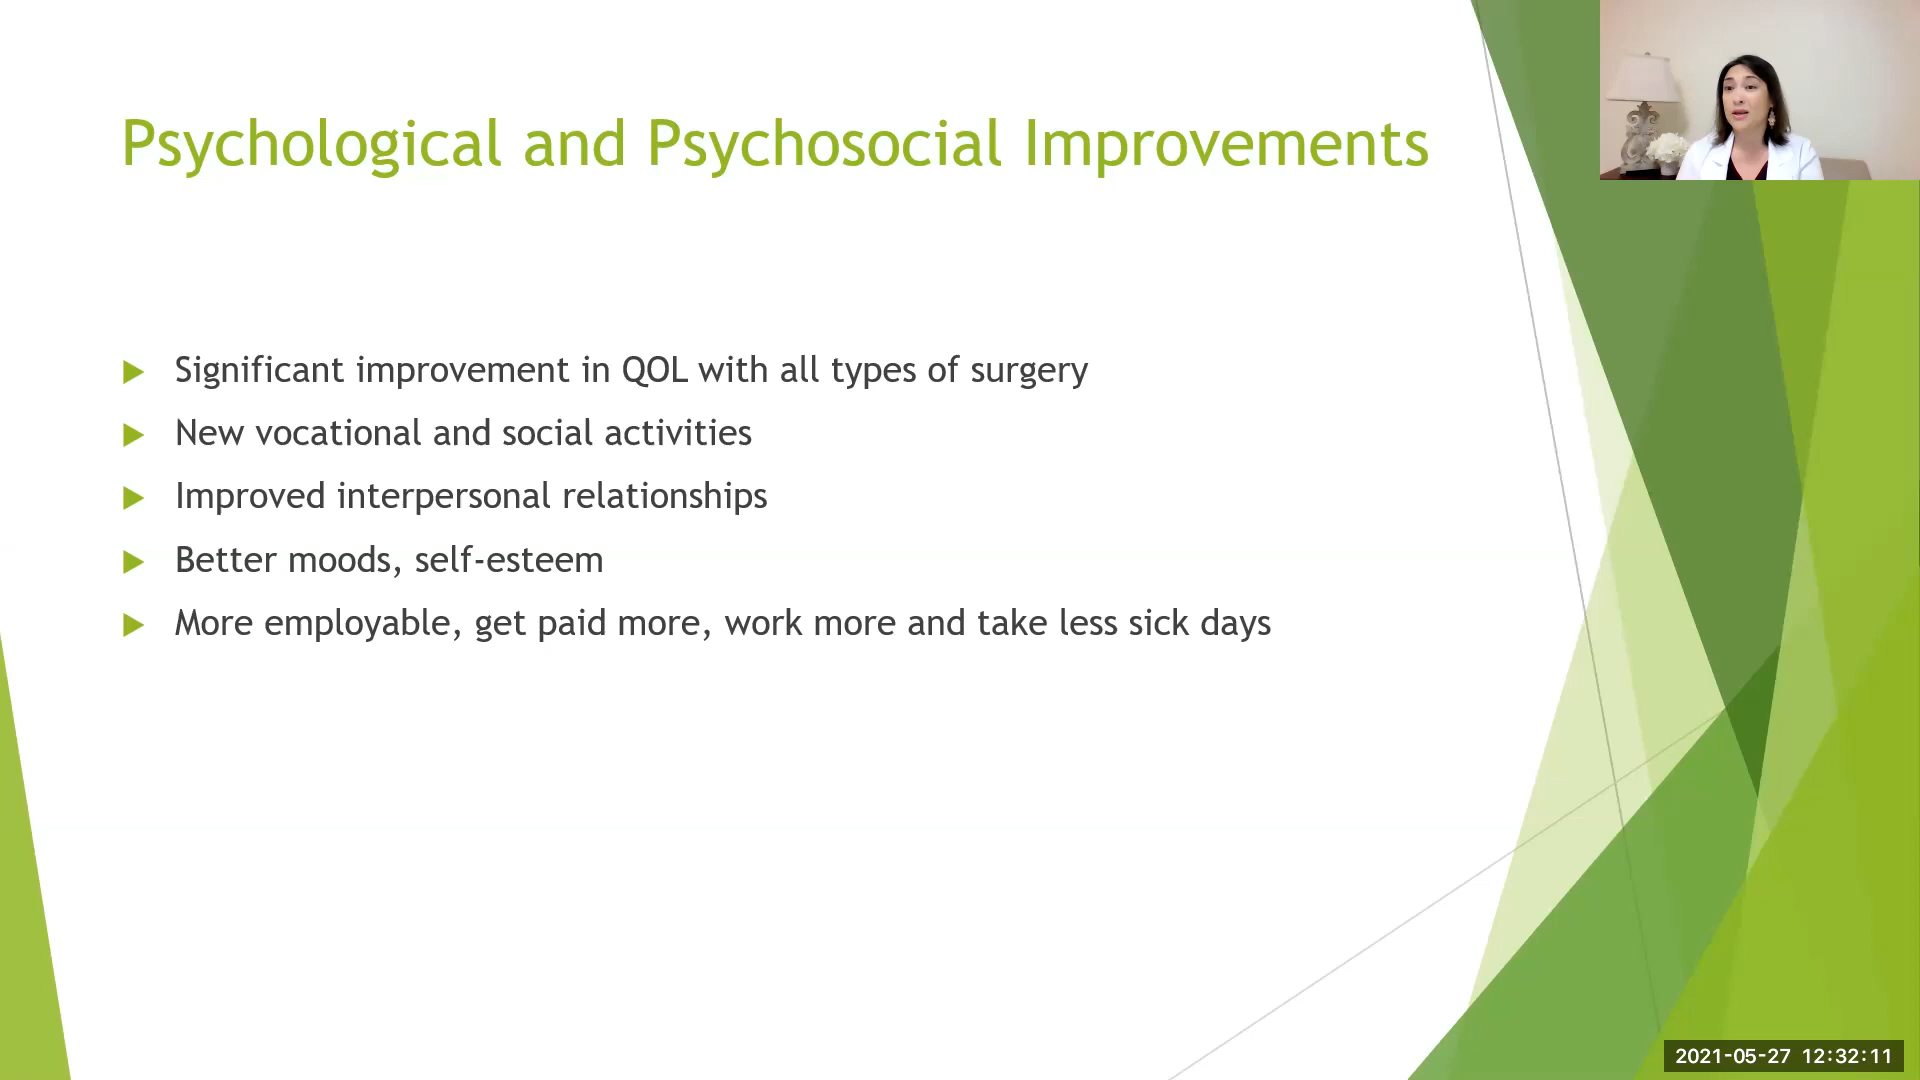 Psychological and Psychosocial Improvements
Significant improvement in QOL with all types of surgery
New vocational and social activities
Improved interpersonal relationships
Better moods, self-esteem
More employable, get paid more, work more and take less sick days
2021-05-27 12:32:11